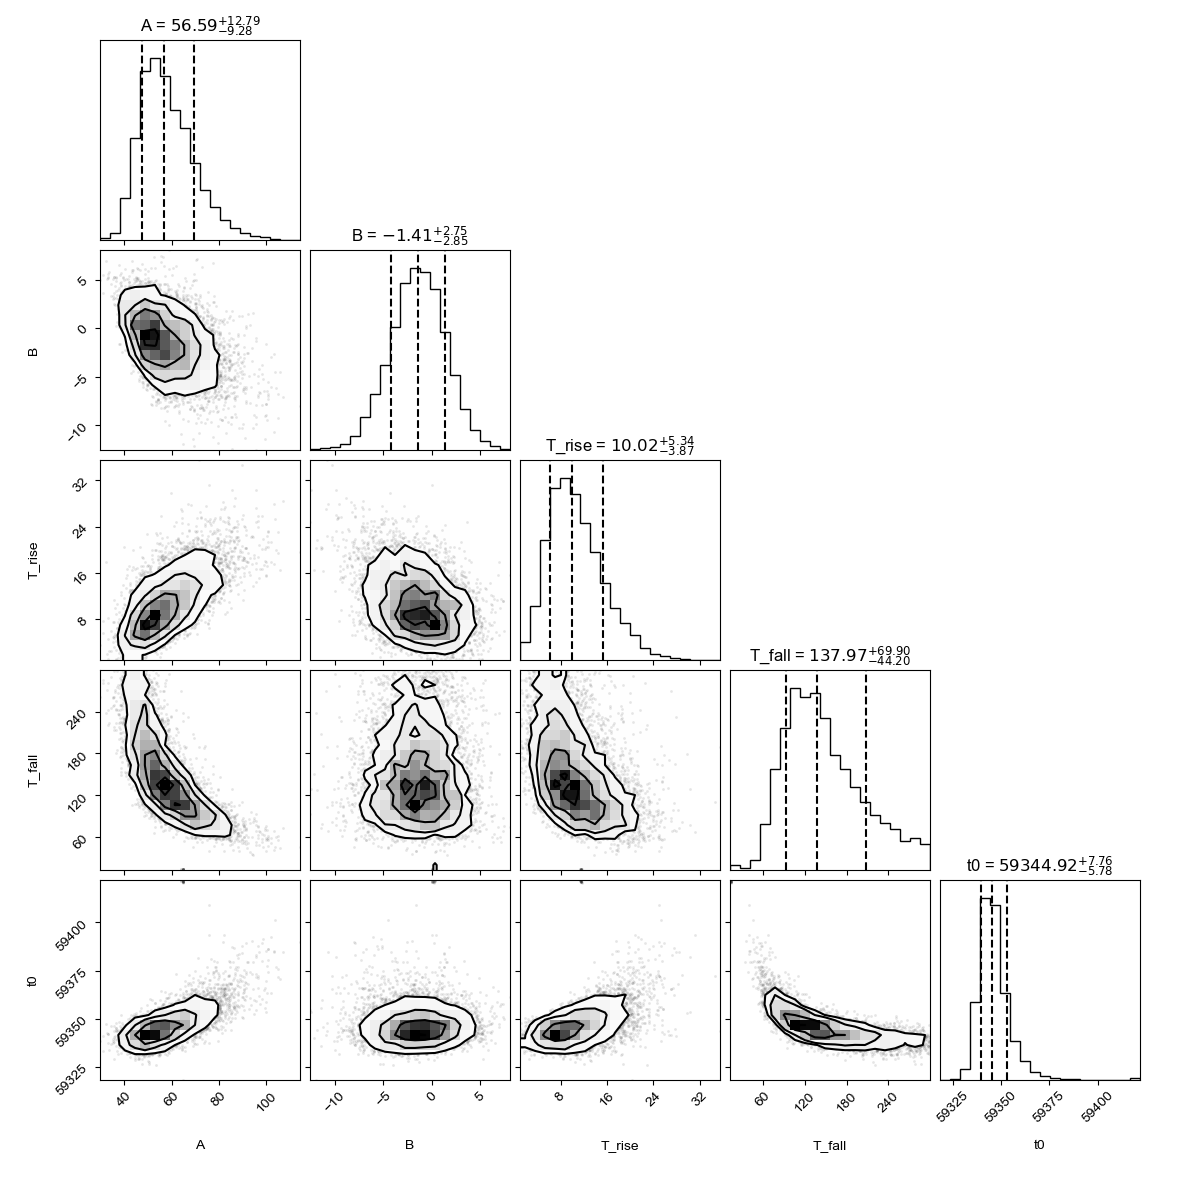 A = 56.59+12.79−9.28
B = −1.41+2.75−2.85
5
0
−5
−10
B
T_rise = 10.02+5.34−3.87
32
24
16
8
T_rise
T_fall = 137.97+69.90−44.20
240
180
120
60
T_fall
t0 = 59344.92+7.76−5.78
59400
59375
59350
59325
t0
40 60 80 100
−10 −5 0 5
8 16 24 32
60 120 180 240
59325 59350 59375 59400
A B T_rise T_fall t0